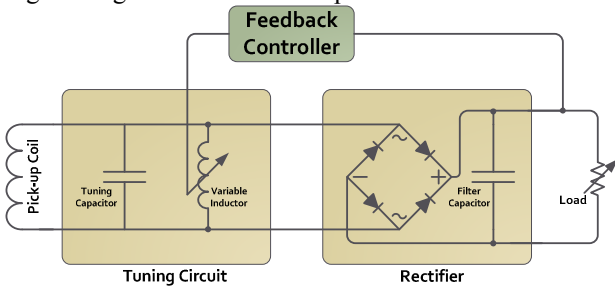 Feedback
Controller
Pick-up Coil
Tuning
Capacitor
Variable
Inductor
~
−
+
~
Filter
Capacitor
Load
Tuning Circuit
Rectifier